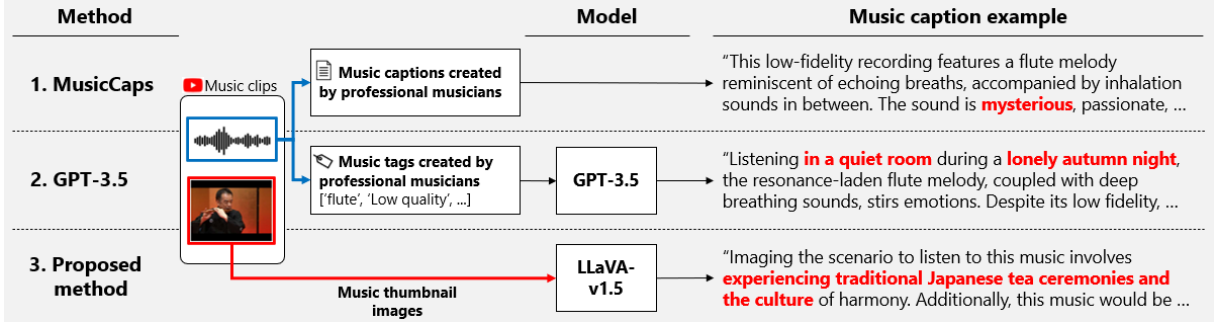 Method
Model
Music caption example
1. MusicCaps
Music clips
Music captions created
by professional musicians
“This low-fidelity recording features a flute melody
reminiscent of echoing breaths, accompanied by inhalation
sounds in between. The sound is mysterious, passionate, ...
2. GPT-3.5
Music tags created by
professional musicians
['flute', 'Low quality', ...]
GPT-3.5
“Listening in a quiet room during a lonely autumn night,
the resonance-laden flute melody, coupled with deep
breathing sounds, stirs emotions. Despite its low fidelity, ...
3. Proposed
method
Music thumbnail
images
LLaVA-
v1.5
“Imaging the scenario to listen to this music involves
experiencing traditional Japanese tea ceremonies and
the culture of harmony. Additionally, this music would be ...